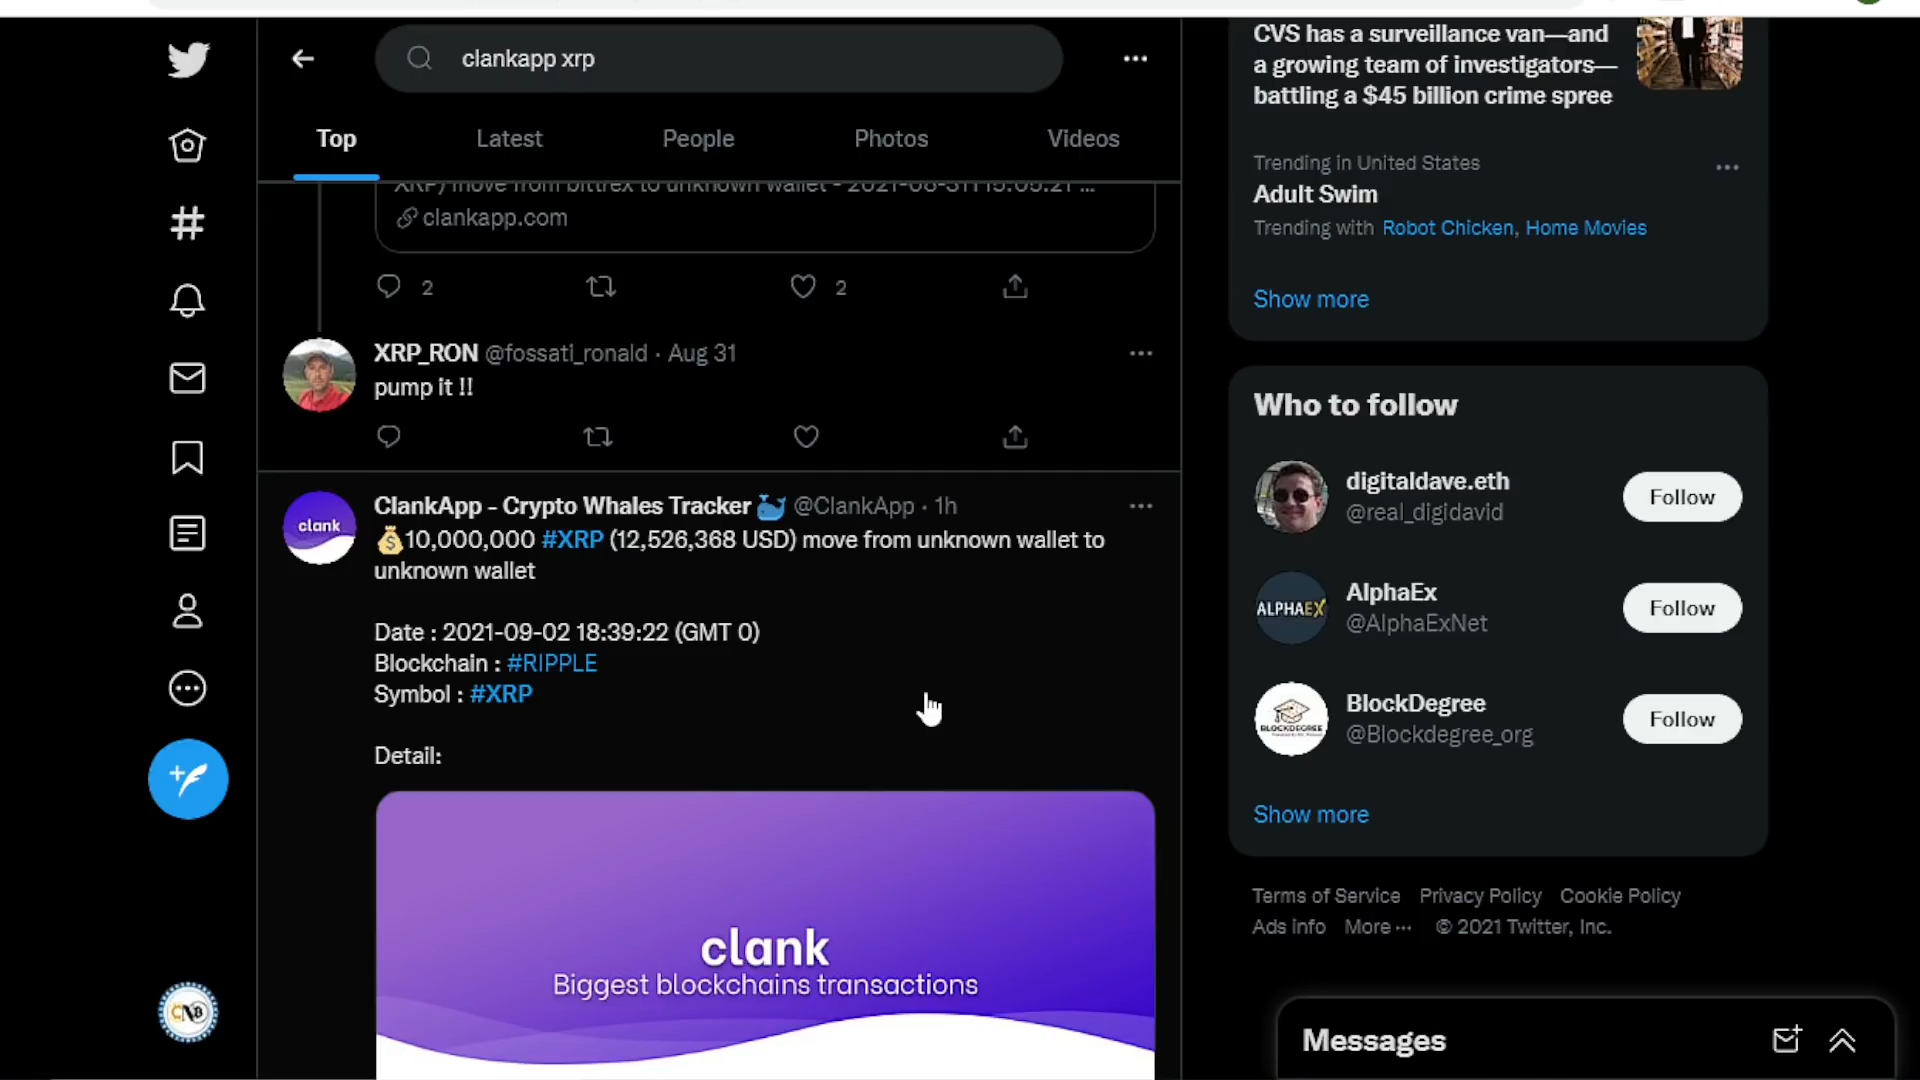 clankapp xrp
Top
Latest
People
Photos
Videos
XRP) move from bittrex to unknown wallet - 2021-08-31T15:05:21 ...
clankapp.com
2
2
XRP_RON @fossati_ronald · Aug 31
pump it !!
ClankApp - Crypto Whales Tracker 🐳 @ClankApp · 1h
clank
💰10,000,000 #XRP (12,526,368 USD) move from unknown wallet to
unknown wallet
Date : 2021-09-02 18:39:22 (GMT 0)
Blockchain : #RIPPLE
Symbol : #XRP
Detail:
clank
Biggest blockchains transactions
CVS has a surveillance van—and
a growing team of investigators—
battling a $45 billion crime spree
Trending in United States
Adult Swim
Trending with Robot Chicken, Home Movies
Show more
Who to follow
digitaldave.eth
@real_digidavid
Follow
ALPHAEX
AlphaEx
@AlphaExNet
Follow
BLOCKDEGREE
BlockDegree
@Blockdegree_org
Follow
Show more
Terms of Service Privacy Policy Cookie Policy
Ads info More ··· © 2021 Twitter, Inc.
CNB
Messages